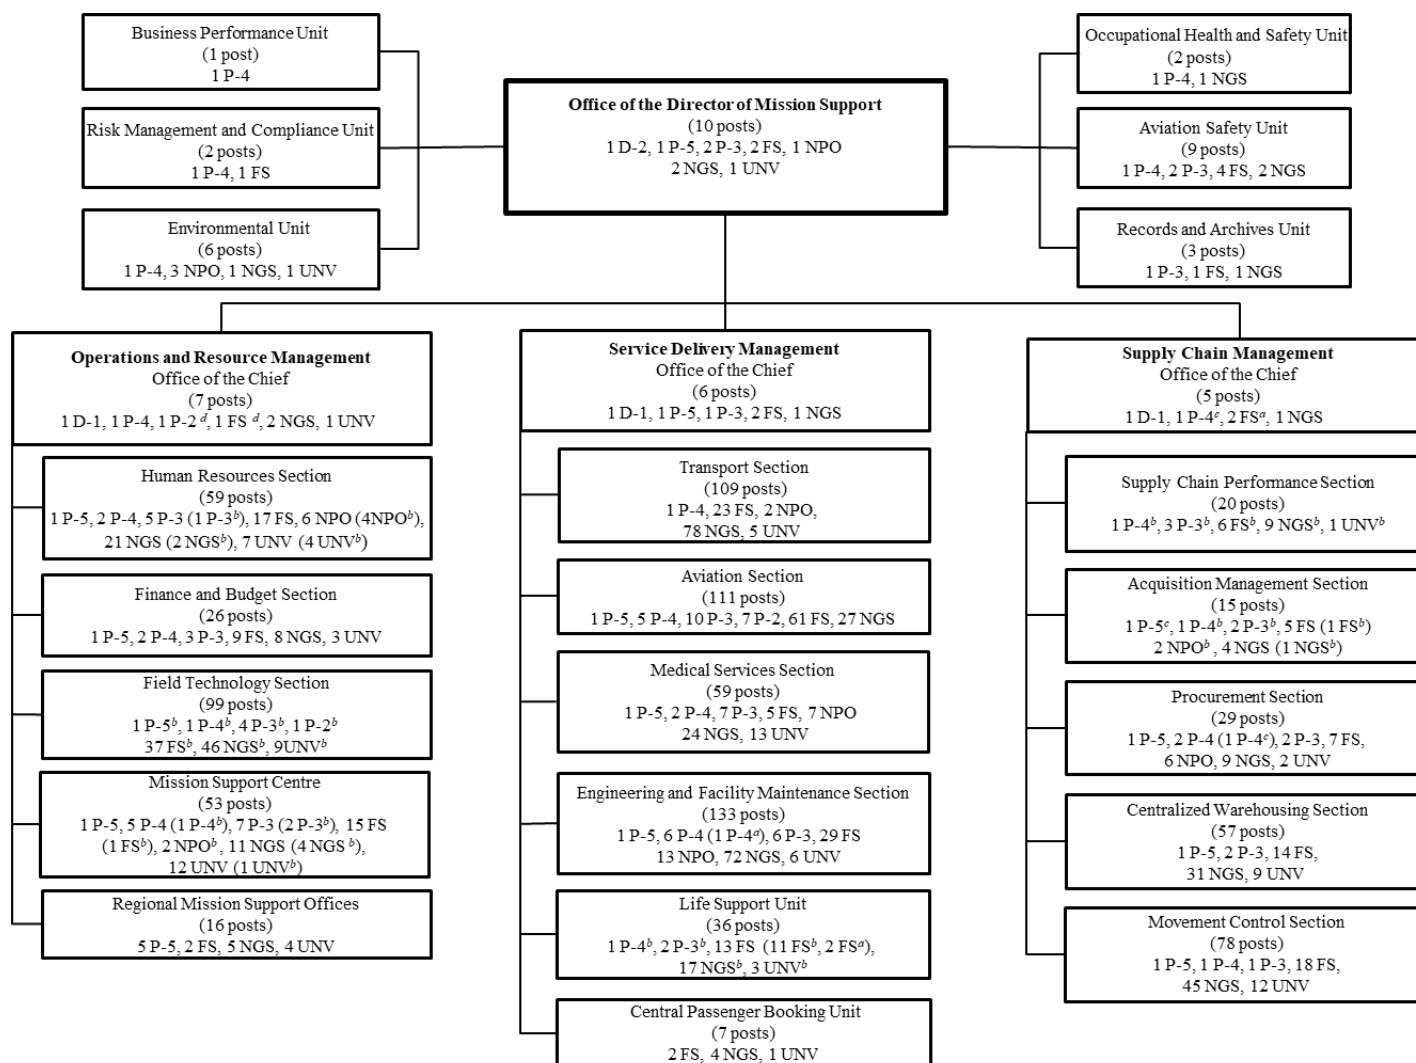 Business Performance Unit
(1 post)
1 P-4
Risk Management and Compliance Unit
(2 posts)
1 P-4, 1 FS
Environmental Unit
(6 posts)
1 P-4, 3 NPO, 1 NGS, 1 UNV
Office of the Director of Mission Support
(10 posts)
1 D-2, 1 P-5, 2 P-3, 2 FS, 1 NPO
2 NGS, 1 UNV
Occupational Health and Safety Unit
(2 posts)
1 P-4, 1 NGS
Aviation Safety Unit
(9 posts)
1 P-4, 2 P-3, 4 FS, 2 NGS
Records and Archives Unit
(3 posts)
1 P-3, 1 FS, 1 NGS
Operations and Resource Management
Office of the Chief
(7 posts)
1 D-1, 1 P-4, 1 P-2 d, 1 FS d, 2 NGS, 1 UNV
Human Resources Section
(59 posts)
1 P-5, 2 P-4, 5 P-3 (1 P-3b), 17 FS, 6 NPO (4NPOb),
21 NGS (2 NGSb), 7 UNV (4 UNVb)
Finance and Budget Section
(26 posts)
1 P-5, 2 P-4, 3 P-3, 9 FS, 8 NGS, 3 UNV
Field Technology Section
(99 posts)
1 P-5b, 1 P-4b, 4 P-3b, 1 P-2b
37 FSb, 46 NGSb, 9UNVb
Mission Support Centre
(53 posts)
1 P-5, 5 P-4 (1 P-4b), 7 P-3 (2 P-3b), 15 FS
(1 FSb), 2 NPOb, 11 NGS (4 NGS b),
12 UNV (1 UNVb)
Regional Mission Support Offices
(16 posts)
5 P-5, 2 FS, 5 NGS, 4 UNV
Service Delivery Management
Office of the Chief
(6 posts)
1 D-1, 1 P-5, 1 P-3, 2 FS, 1 NGS
Transport Section
(109 posts)
1 P-4, 23 FS, 2 NPO,
78 NGS, 5 UNV
Aviation Section
(111 posts)
1 P-5, 5 P-4, 10 P-3, 7 P-2, 61 FS, 27 NGS
Medical Services Section
(59 posts)
1 P-5, 2 P-4, 7 P-3, 5 FS, 7 NPO
24 NGS, 13 UNV
Engineering and Facility Maintenance Section
(133 posts)
1 P-5, 6 P-4 (1 P-4a), 6 P-3, 29 FS
13 NPO, 72 NGS, 6 UNV
Life Support Unit
(36 posts)
1 P-4b, 2 P-3b, 13 FS (11 FSb, 2 FSa),
17 NGSb, 3 UNVb
Central Passenger Booking Unit
(7 posts)
2 FS, 4 NGS, 1 UNV
Supply Chain Management
Office of the Chief
(5 posts)
1 D-1, 1 P-4e, 2 FSa, 1 NGS
Supply Chain Performance Section
(20 posts)
1 P-4b, 3 P-3b, 6 FSb, 9 NGSb, 1 UNVb
Acquisition Management Section
(15 posts)
1 P-5e, 1 P-4b, 2 P-3b, 5 FS (1 FSb)
2 NPOb, 4 NGS (1 NGSb)
Procurement Section
(29 posts)
1 P-5, 2 P-4 (1 P-4e), 2 P-3, 7 FS,
6 NPO, 9 NGS, 2 UNV
Centralized Warehousing Section
(57 posts)
1 P-5, 2 P-3, 14 FS,
31 NGS, 9 UNV
Movement Control Section
(78 posts)
1 P-5, 1 P-4, 1 P-3, 18 FS,
45 NGS, 12 UNV